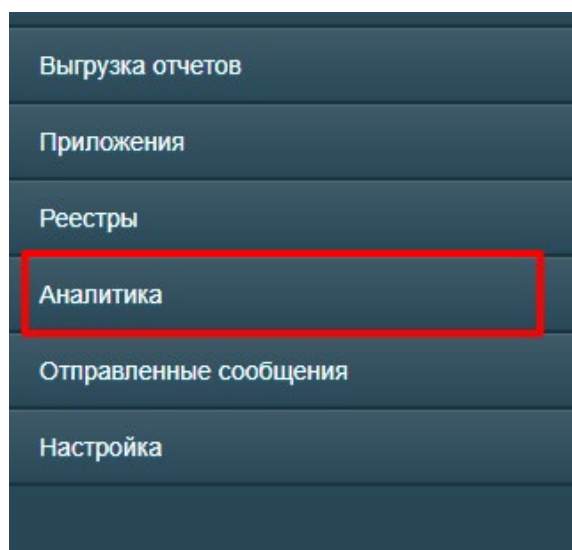 Выгрузка отчетов
Приложения
Реестры
Аналитика
Отправленные сообщения
Настройка